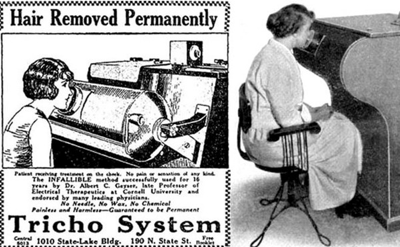 Hair Removed Permanently
Patient receiving treatment on the cheek. No pain or sensation of any kind.
The INFALLIBLE method successfully used for 16
years by Dr. Albert C. Geyser, late Professor of
Electrical Therapeutics at Cornell University and
endorsed by many leading physicians.
No Needle, No Wax, No Chemical
Painless and Harmless—Guaranteed to be Permanent
Tricho System
Central
1010 State-Lake Bldg. 190 N. State St. Free
Booklet